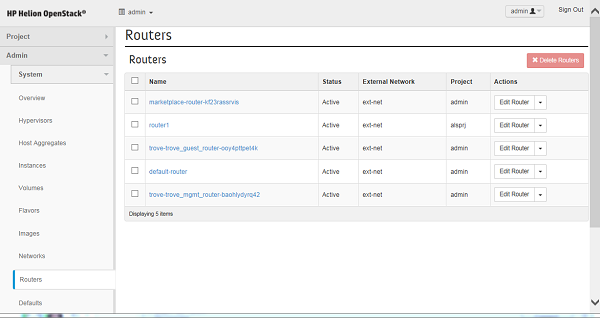 HP Helion OpenStack®
admin
admin
Sign Out
Project
Admin
System
Overview
Hypervisors
Host Aggregates
Instances
Volumes
Flavors
Images
Networks
Routers
Defaults
Routers
Routers
Delete Routers
Name Status External Network Project Actions
marketplace-router-kf23rassrvis Active ext-net admin Edit Router
router1 Active ext-net alsprj Edit Router
trove-trove_guest_router-ooy4pftpet4k Active ext-net admin Edit Router
default-router Active ext-net admin Edit Router
trove-trove_mgmt_router-baohlydyrq42 Active ext-net admin Edit Router
Displaying 5 items